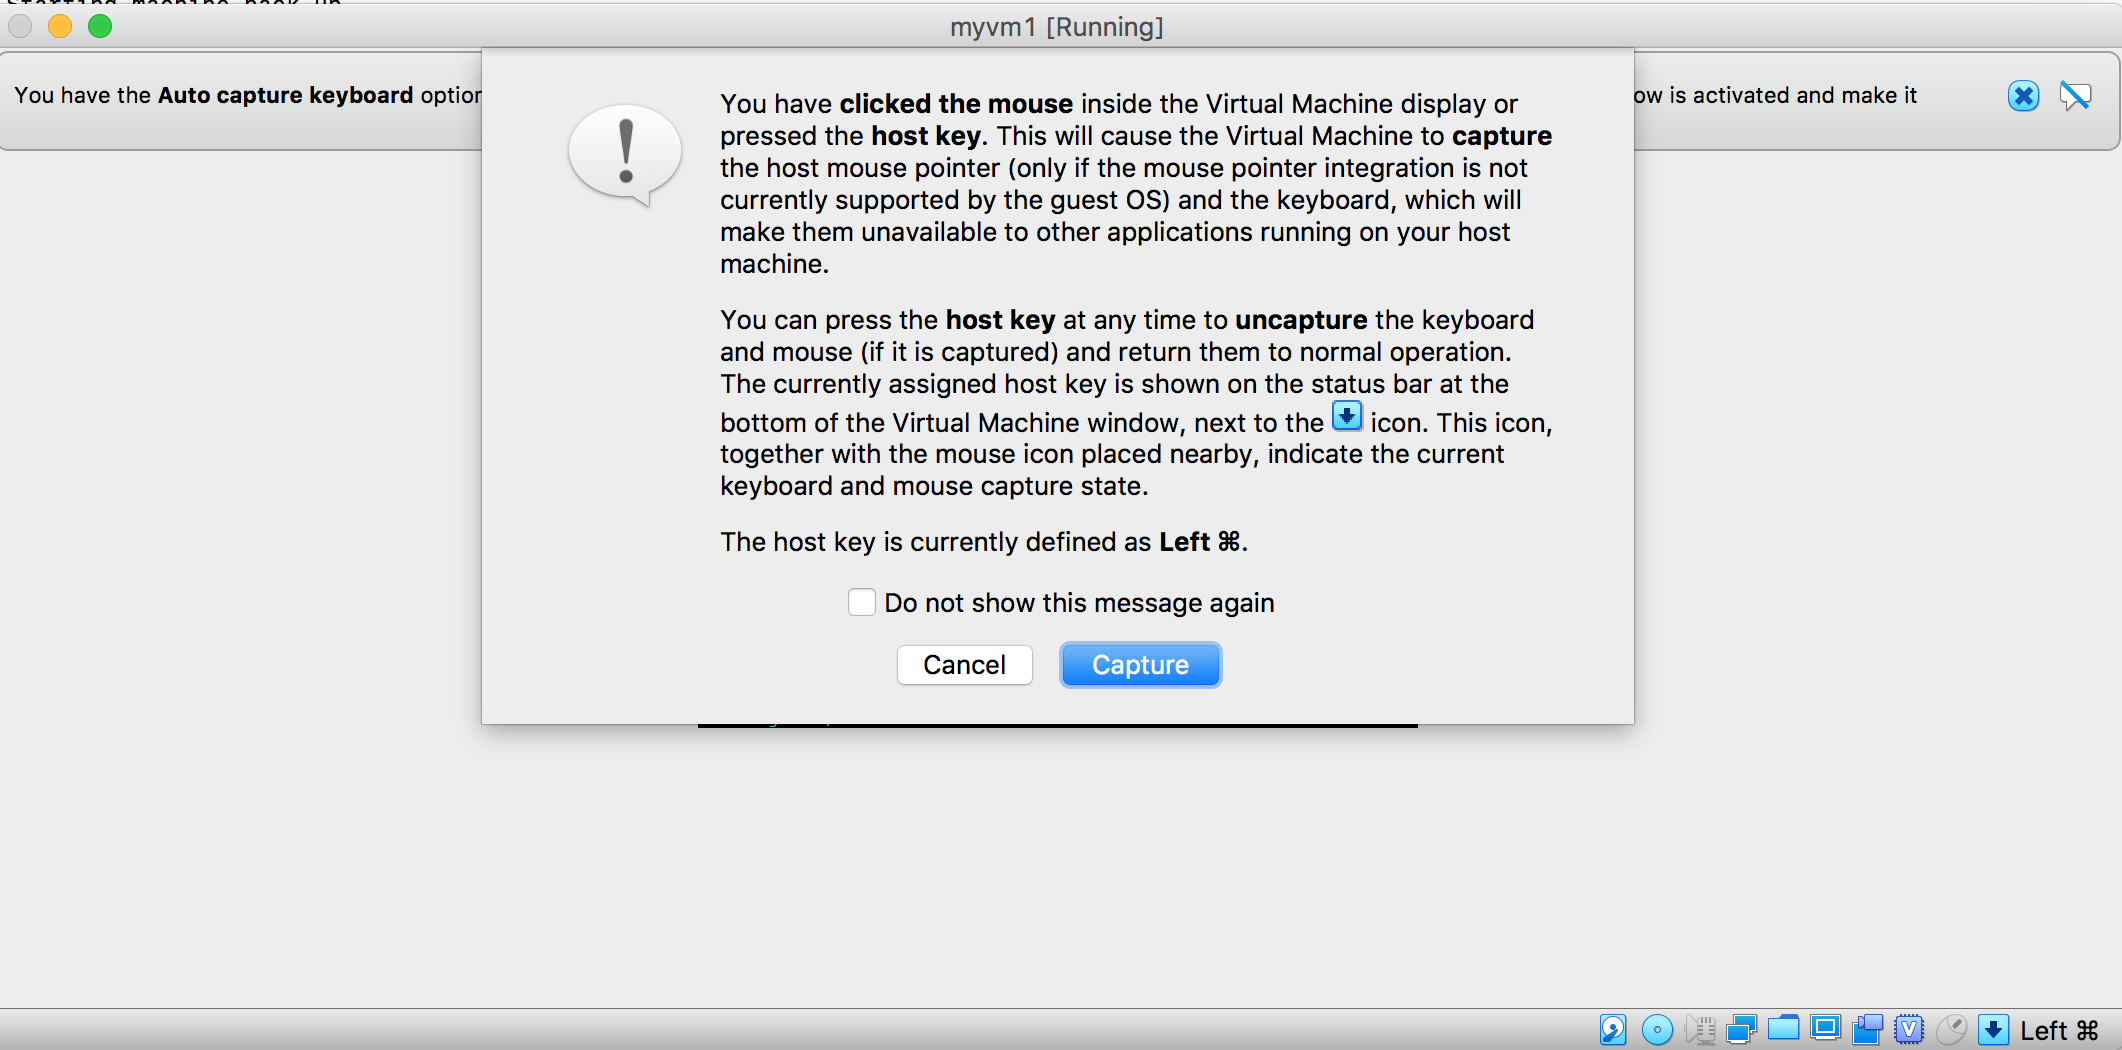 Starting machine back up
myvm1 [Running]
You have the Auto capture keyboard option
ow is activated and make it
You have clicked the mouse inside the Virtual Machine display or
pressed the host key. This will cause the Virtual Machine to capture
the host mouse pointer (only if the mouse pointer integration is not
currently supported by the guest OS) and the keyboard, which will
make them unavailable to other applications running on your host
machine.
You can press the host key at any time to uncapture the keyboard
and mouse (if it is captured) and return them to normal operation.
The currently assigned host key is shown on the status bar at the
bottom of the Virtual Machine window, next to the icon. This icon,
together with the mouse icon placed nearby, indicate the current
keyboard and mouse capture state.
The host key is currently defined as Left ⌘.
Do not show this message again
Cancel
Capture
V
Left ⌘